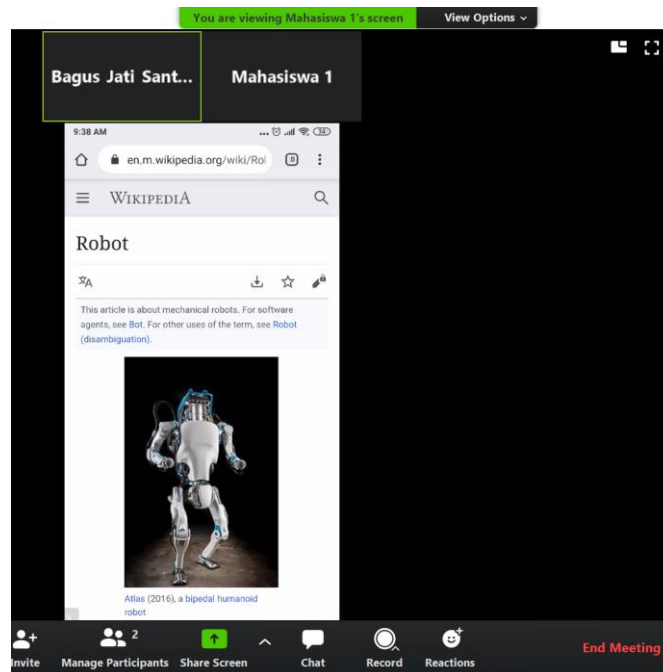 You are viewing Mahasiswa 1's screen View Options
Bagus Jati Sant... Mahasiswa 1
9:38 AM ... 34
en.m.wikipedia.org/wiki/Rol :D
WIKIPEDIA
Robot
This article is about mechanical robots. For software
agents, see Bot. For other uses of the term, see Robot
(disambiguation).
Atlas (2016), a bipedal humanoid
robot
2
Invite Manage Participants Share Screen Chat Record Reactions End Meeting